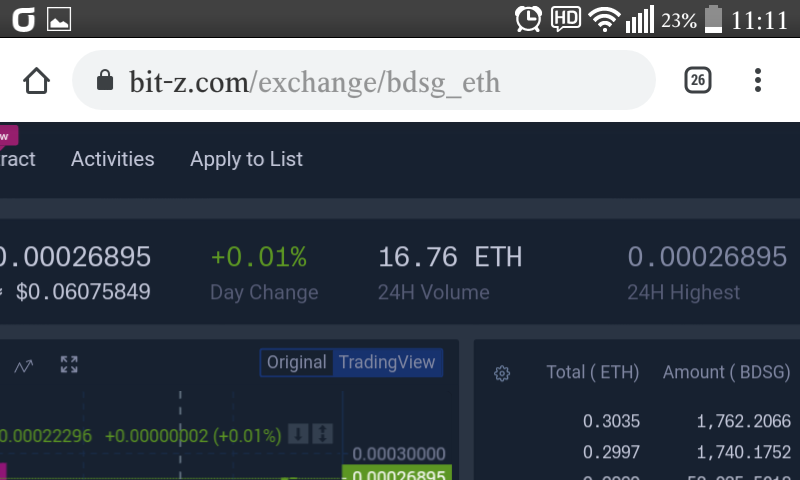 HD 23% 11:11
bit-z.com/exchange/bdsg_eth 26
w
ract Activities Apply to List
0.00026895 +0.01% 16.76 ETH 0.00026895
$0.06075849 Day Change 24H Volume 24H Highest
Original TradingView
Total ( ETH) Amount ( BDSG)
0.3035 1,762.2066
0.00022296 +0.00000002 (+0.01%)
0.2997 1,740.1752
0.00030000
0.00026895